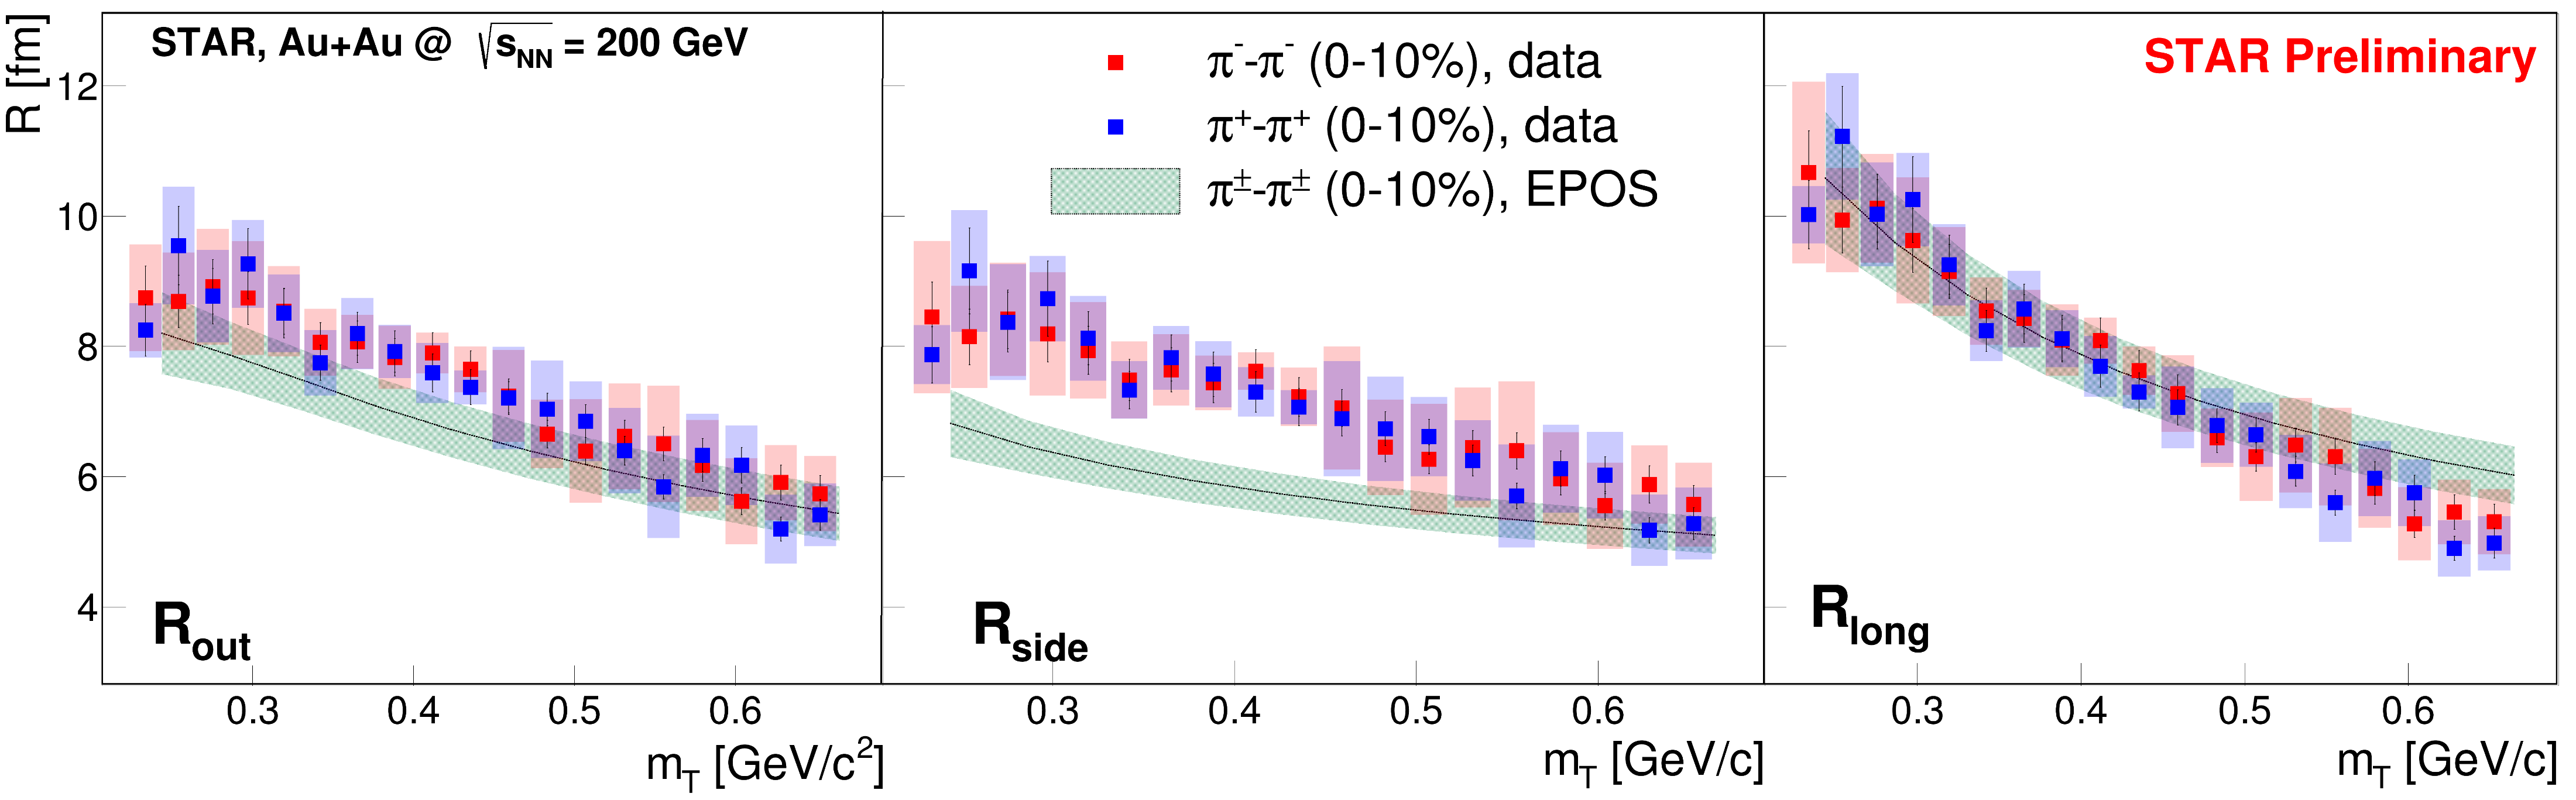 R [fm]
STAR, Au+Au @ √sNN = 200 GeV
π⁻-π⁻ (0-10%), data
π⁺-π⁺ (0-10%), data
π±-π± (0-10%), EPOS
STAR Preliminary
12
10
8
6
4
Rout
Rside
Rlong
0.3 0.4 0.5 0.6
0.3 0.4 0.5 0.6
0.3 0.4 0.5 0.6
mT [GeV/c²]
mT [GeV/c]
mT [GeV/c]